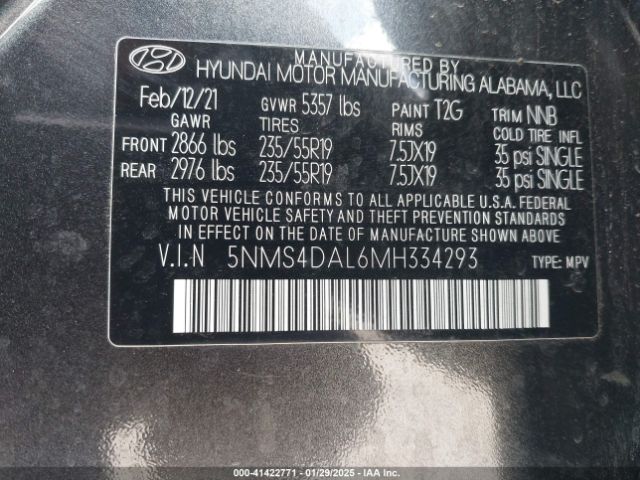 MANUFACTURED BY
HYUNDAI MOTOR MANUFACTURING ALABAMA, LLC
Feb/12/21 GVWR 5357 lbs PAINT T2G TRIM NNB
GAWR TIRES RIMS COLD TIRE INFL
FRONT 2866 lbs 235/55R19 7.5JX19 35 psi SINGLE
REAR 2976 lbs 235/55R19 7.5JX19 35 psi SINGLE
THIS VEHICLE CONFORMS TO ALL APPLICABLE U.S.A. FEDERAL
MOTOR VEHICLE SAFETY AND THEFT PREVENTION STANDARDS
IN EFFECT ON THE DATE OF MANUFACTURE SHOWN ABOVE.
V.I.N 5NMS4DAL6MH334293 TYPE: MPV
000-41422771 - 01/29/2025 - IAA Inc.